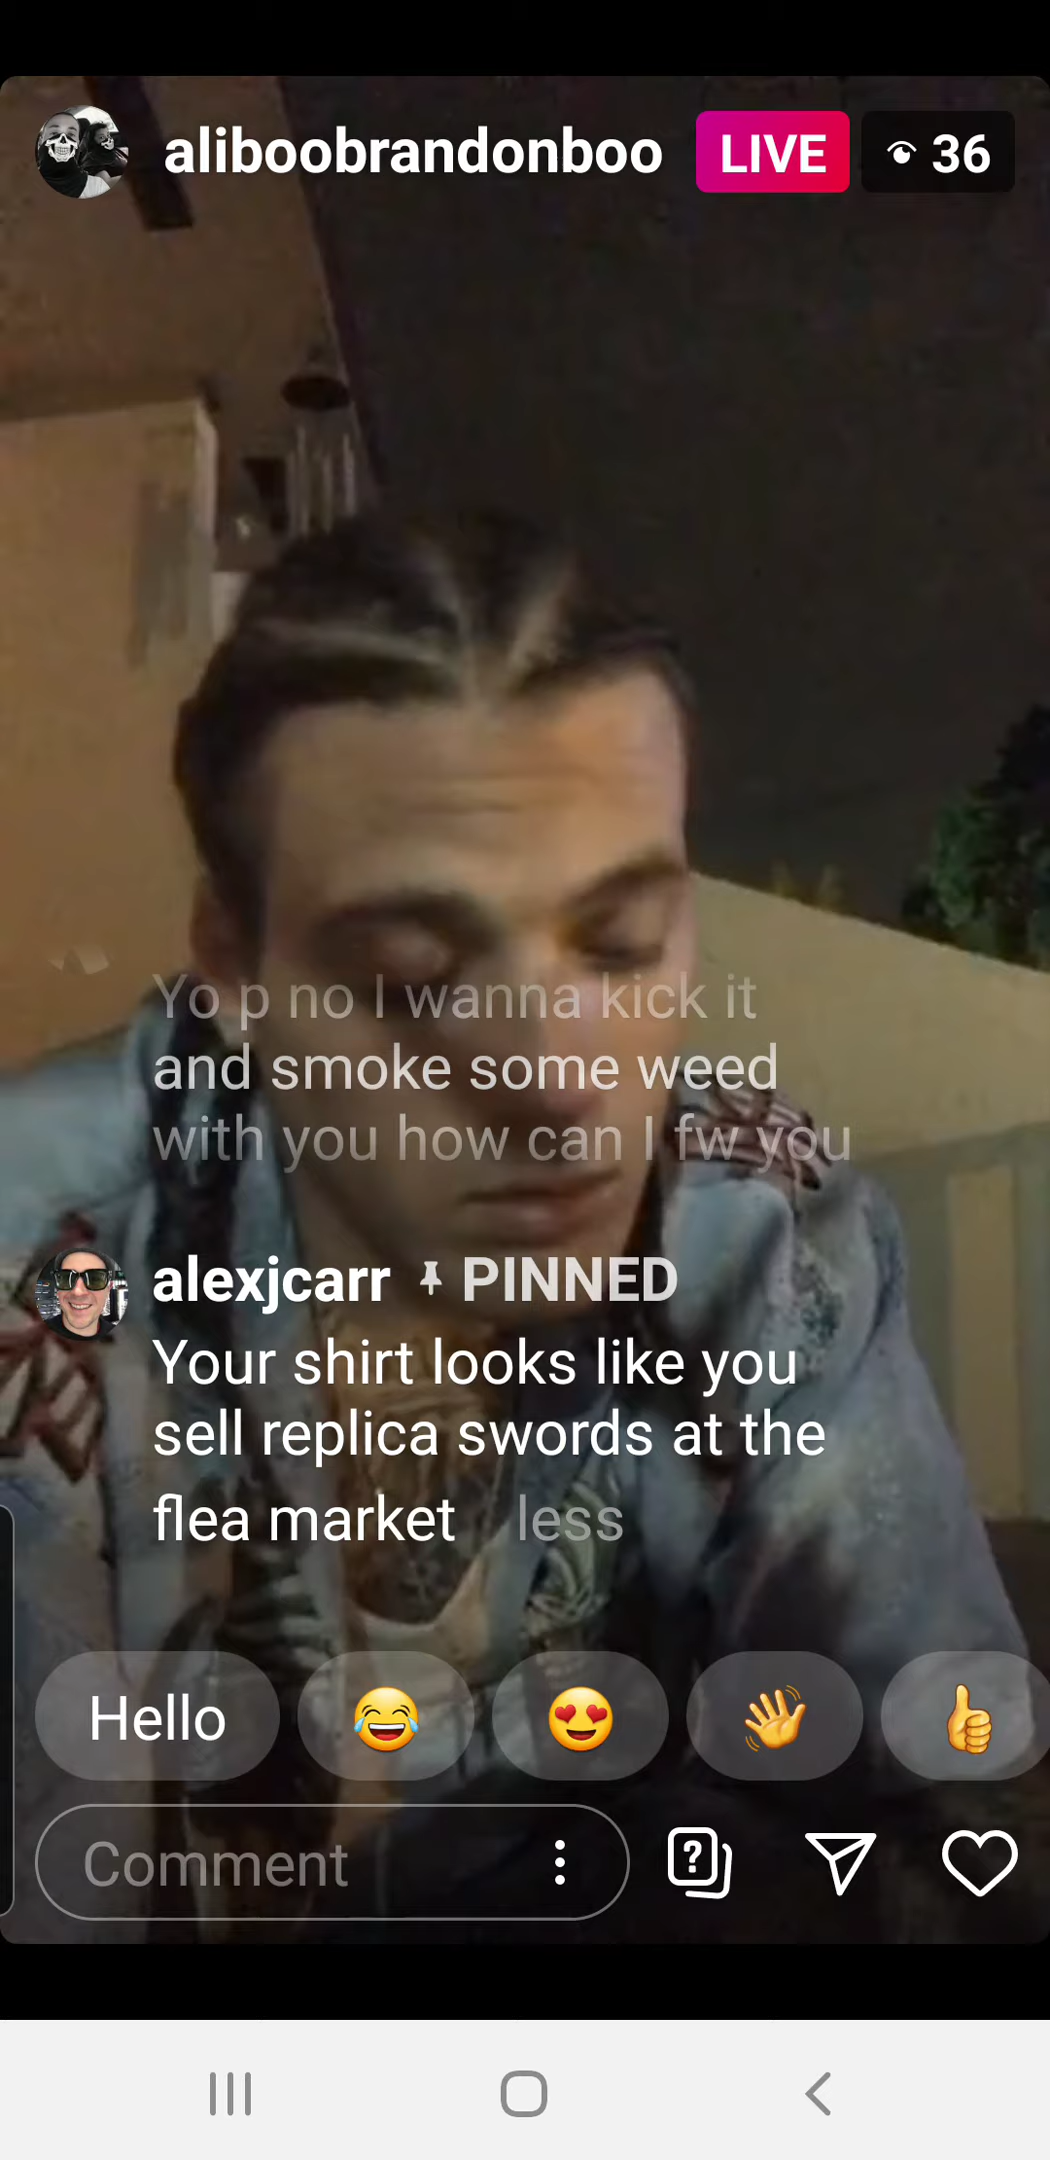 aliboobrandonboo LIVE 36
Yo p no I wanna kick it
and smoke some weed
with you how can I fw you
alexjcarr PINNED
Your shirt looks like you
sell replica swords at the
flea market less
Hello
Comment